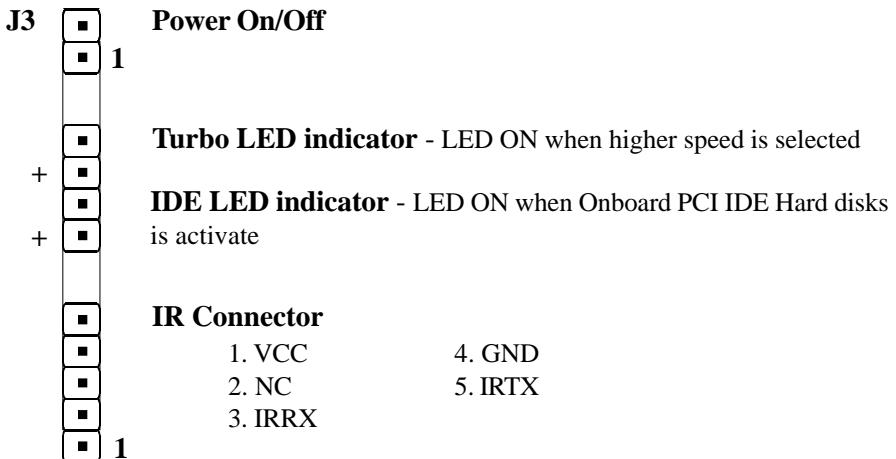 J3 Power On/Off
1
Turbo LED indicator - LED ON when higher speed is selected
+
IDE LED indicator - LED ON when Onboard PCI IDE Hard disks
+ is activate
IR Connector
1. VCC 4. GND
2. NC 5. IRTX
3. IRRX
1